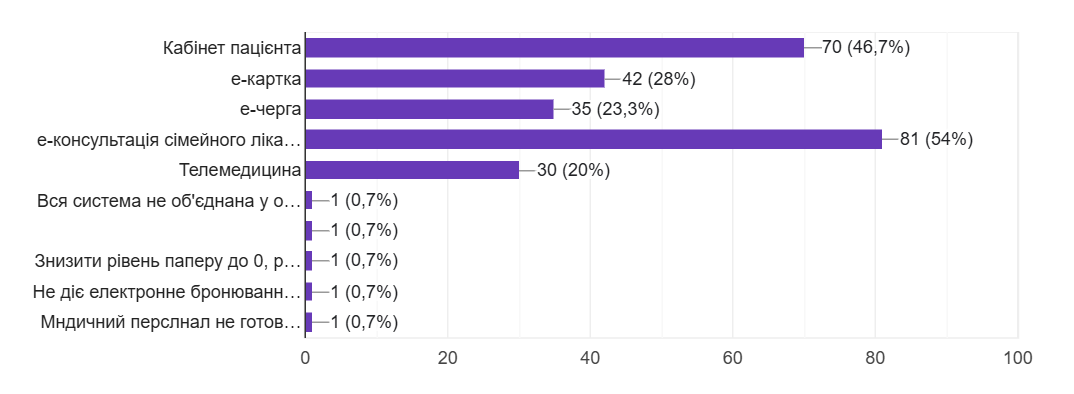 Кабінет пацієнта 70 (46,7%)
е-картка 42 (28%)
е-черга 35 (23,3%)
е-консультація сімейного ліка… 81 (54%)
Телемедицина 30 (20%)
Вся система не об'єднана у о… 1 (0,7%)
1 (0,7%)
Знизити рівень паперу до 0, р… 1 (0,7%)
Не діє електронне бронюванн… 1 (0,7%)
Мндичний перслнал не готов… 1 (0,7%)
0 20 40 60 80 100